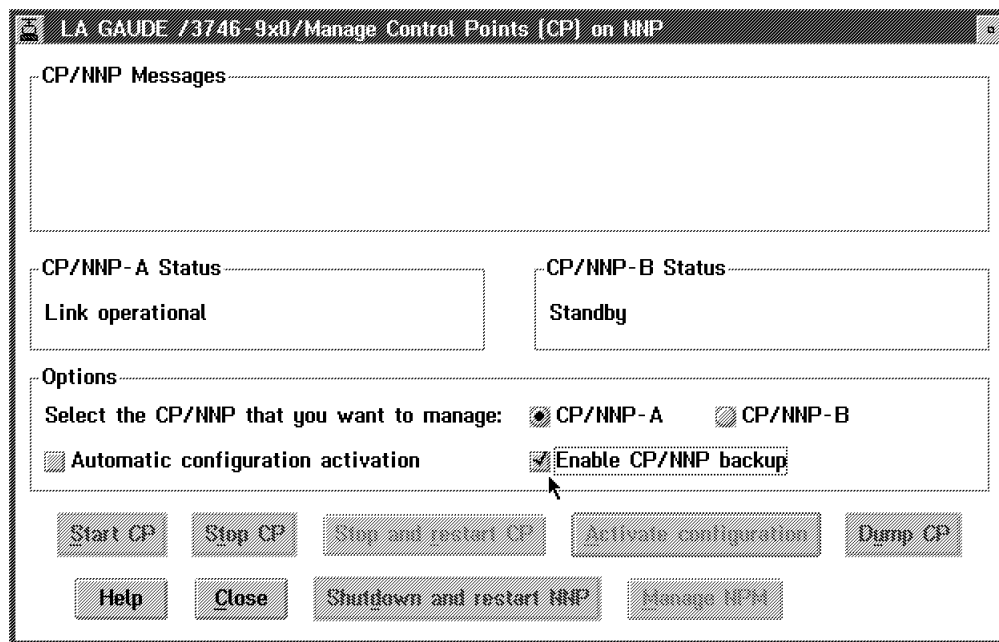 LA GAUDE /3746-9x0/Manage Control Points (CP) on NNP
CP/NNP Messages
CP/NNP-A Status
CP/NNP-B Status
Link operational
Standby
Options
Select the CP/NNP that you want to manage: CP/NNP-A CP/NNP-B
Automatic configuration activation Enable CP/NNP backup
Start CP Stop CP Stop and restart CP Activate configuration Dump CP
Help Close Shutdown and restart NNP Manage NPM